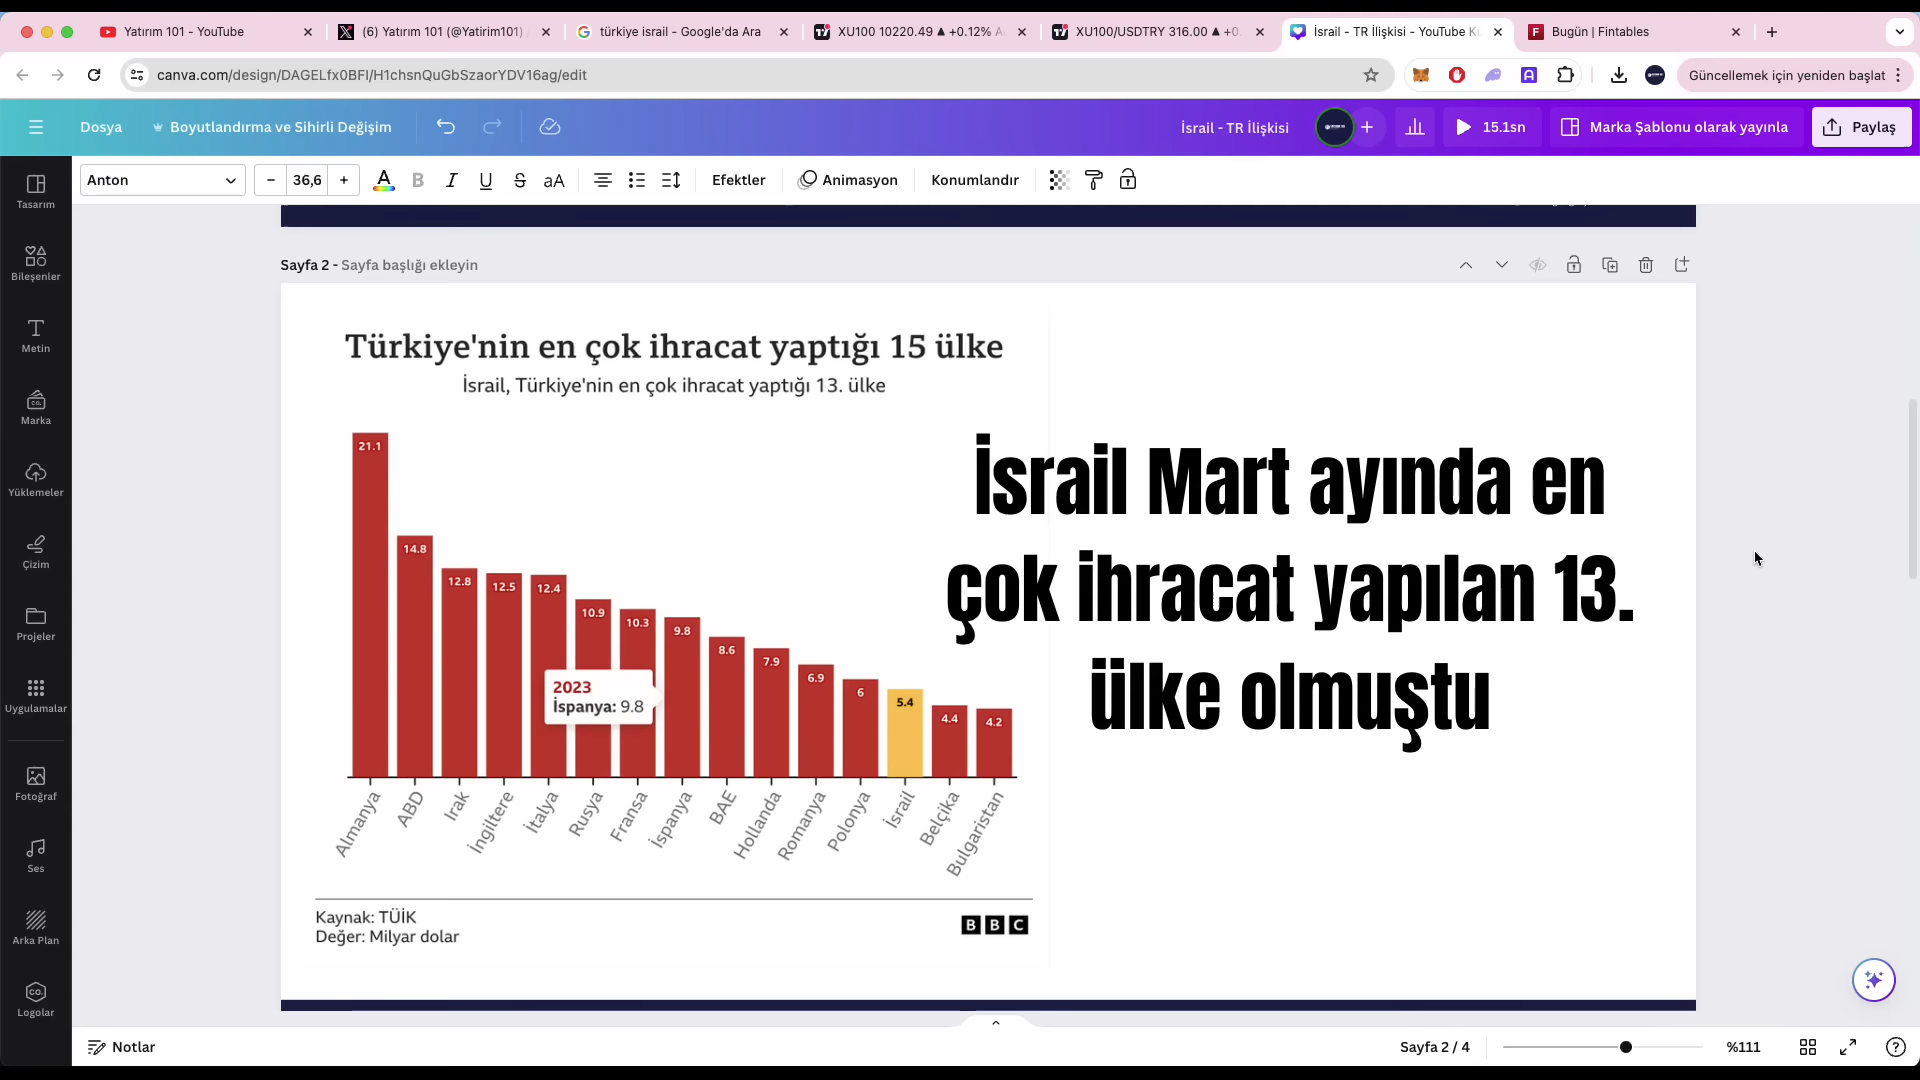 Yatırım 101 - YouTube
(6) Yatırım 101 (@Yatirim101)
türkiye israil - Google'da Ara
XU100 10220.49 ▲ +0.12%
XU100/USDTRY 316.00 ▲ +0.
İsrail - TR İlişkisi - YouTube
Bugün | Fintables
canva.com/design/DAGELfx0BFI/H1chsnQuGbSzaorYDV16ag/edit
Güncellemek için yeniden başlat
Dosya
Boyutlandırma ve Sihirli Değişim
İsrail - TR İlişkisi
15.1sn
Marka Şablonu olarak yayınla
Paylaş
Anton
- 36,6 +
A B I U S aA
Efektler
Animasyon
Konumlandır
Tasarım
Bileşenler
Metin
Marka
Yüklemeler
Çizim
Projeler
Uygulamalar
Fotoğraf
Ses
Arka Plan
Logolar
Sayfa 2 - Sayfa başlığı ekleyin
Türkiye'nin en çok ihracat yaptığı 15 ülke
İsrail, Türkiye'nin en çok ihracat yaptığı 13. ülke
21.1
14.8
12.8
12.5
12.4
10.9
10.3
9.8
8.6
7.9
6.9
6
5.4
4.4
4.2
2023
İspanya: 9.8
Almanya
ABD
Irak
İngiltere
İtalya
Rusya
Fransa
İspanya
BAE
Hollanda
Romanya
Polonya
İsrail
Belçika
Bulgaristan
Kaynak: TÜİK
Değer: Milyar dolar
BBC
İsrail Mart ayında en
çok ihracat yapılan 13.
ülke olmuştu
Notlar
Sayfa 2 / 4
%111